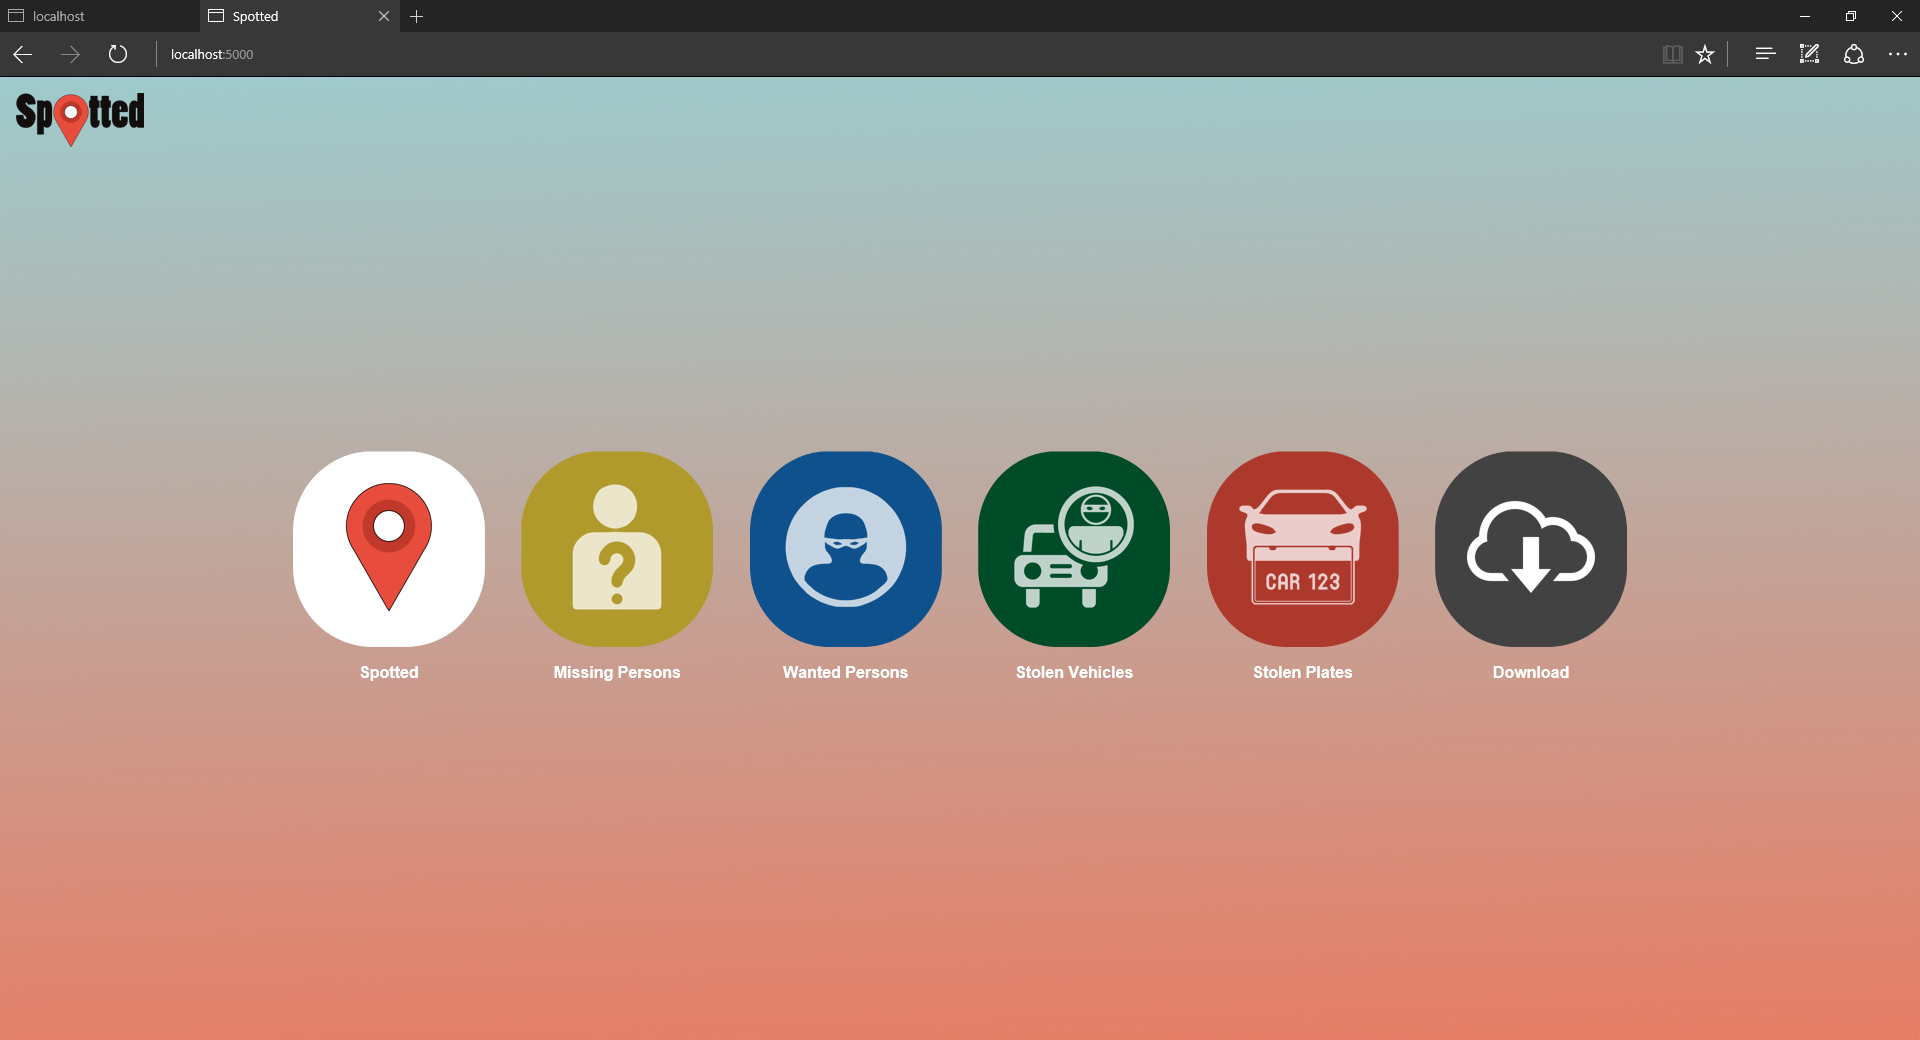 localhost
Spotted
localhost:5000
Spotted
CAR 123
Spotted
Missing Persons
Wanted Persons
Stolen Vehicles
Stolen Plates
Download